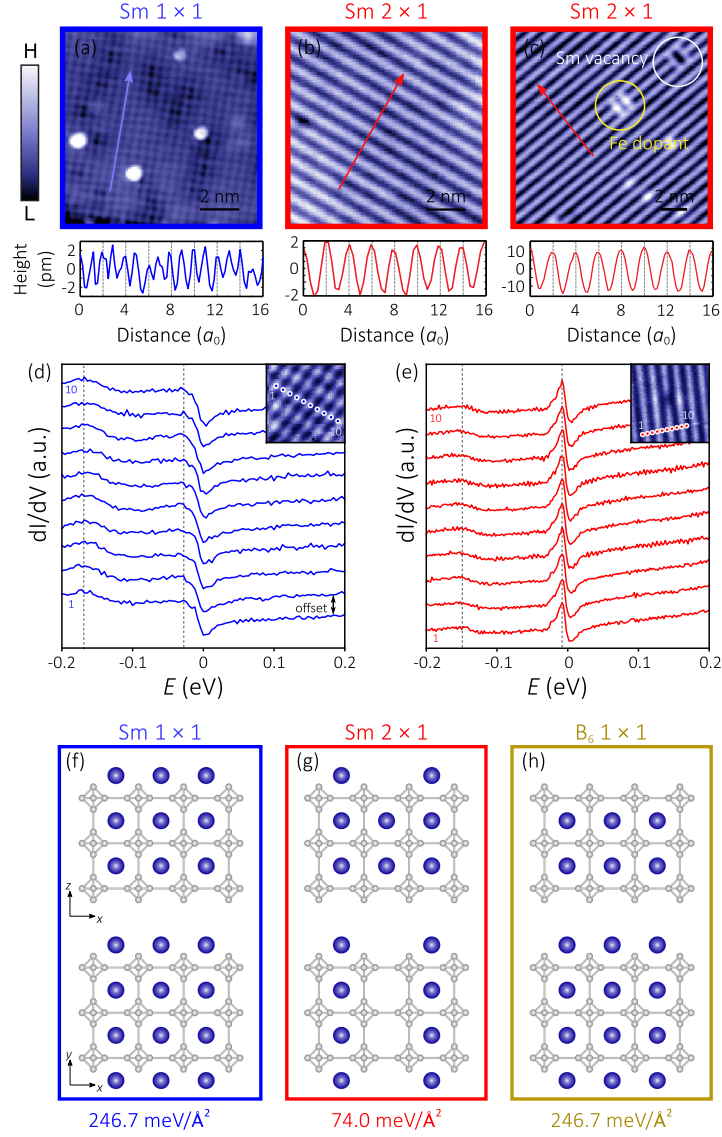 Sm 1 × 1
Sm 2 × 1
Sm 2 × 1
H
L
(a)
2 nm
(b)
2 nm
(c)
Sm vacancy
Fe dopant
2 nm
Height
(pm)
2
0
-2
0 4 8 12 16
Distance (a₀)
2
0
-2
0 4 8 12 16
Distance (a₀)
10
0
-10
0 4 8 12 16
Distance (a₀)
(d)
dI/dV (a.u.)
10
1
1
10
offset
-0.2 -0.1 0 0.1 0.2
E (eV)
(e)
dI/dV (a.u.)
10
1
1
10
-0.2 -0.1 0 0.1 0.2
E (eV)
Sm 1 × 1
Sm 2 × 1
B₆ 1 × 1
(f)
z
x
y
x
(g)
(h)
246.7 meV/Å²
74.0 meV/Å²
246.7 meV/Å²